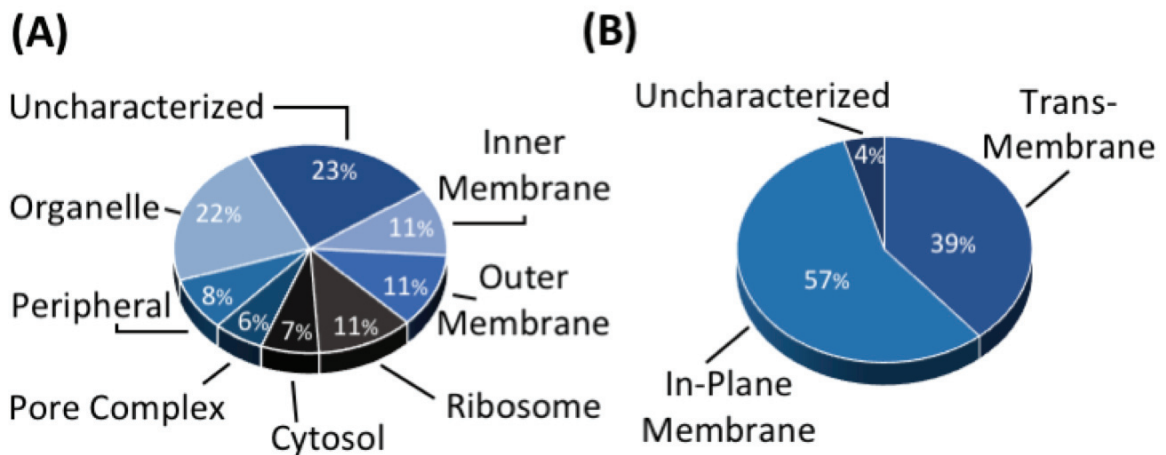 (A)
Uncharacterized
Inner
Membrane
Organelle
23%
11%
22%
11%
Outer
Membrane
Peripheral
8%
6%
7%
11%
Pore Complex
Cytosol
Ribosome
(B)
Uncharacterized
Trans-
Membrane
4%
39%
57%
In-Plane
Membrane